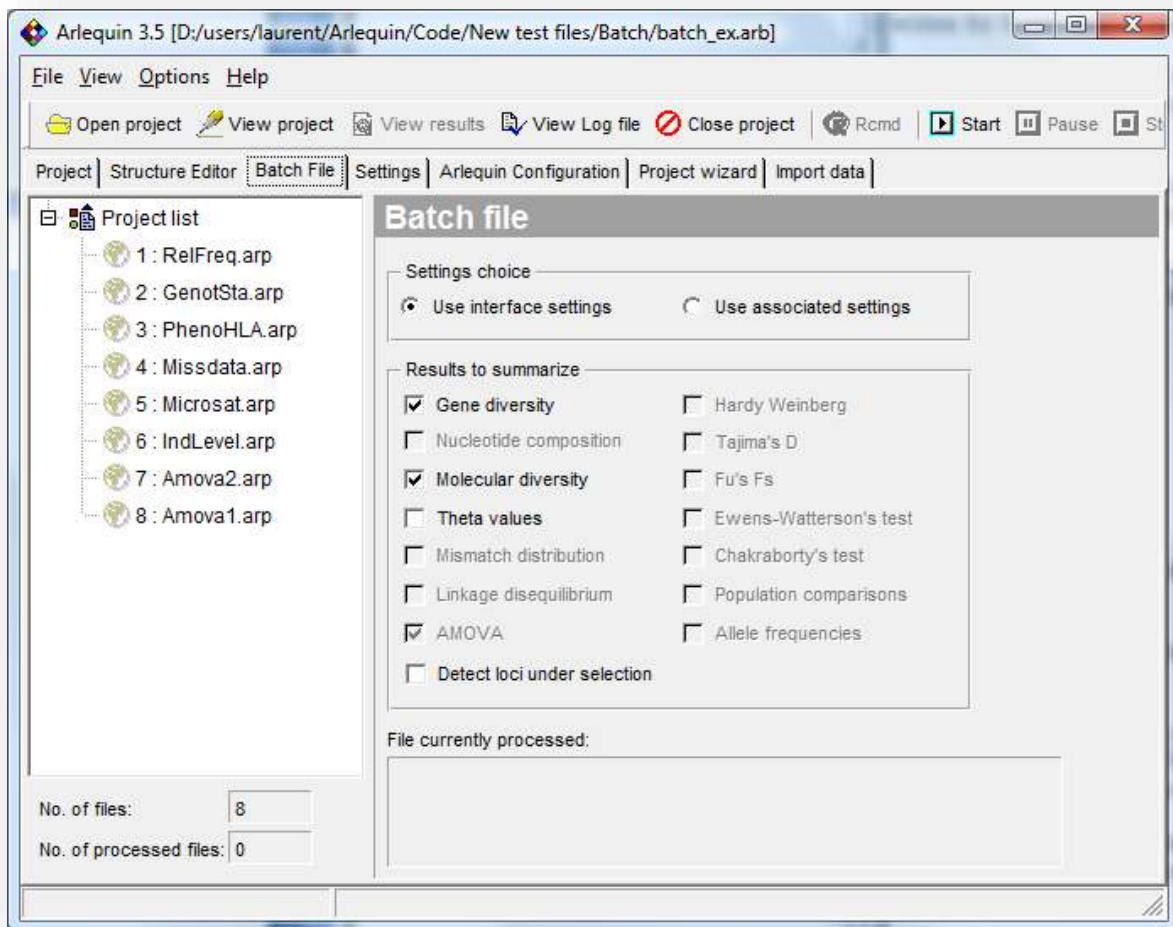 Arlequin 3.5 [D:/users/laurent/Arlequin/Code/New test files/Batch/batch_ex.arb]
File View Options Help
Open project View project View results View Log file Close project Rcmd Start Pause St
Project Structure Editor Batch File Settings Arlequin Configuration Project wizard Import data
Project list
1 : RelFreq.arp
2 : GenotSta.arp
3 : PhenoHLA.arp
4 : Missdata.arp
5 : Microsat.arp
6 : IndLevel.arp
7 : Amova2.arp
8 : Amova1.arp
No. of files: 8
No. of processed files: 0
Batch file
Settings choice
Use interface settings Use associated settings
Results to summarize
Gene diversity Hardy Weinberg
Nucleotide composition Tajima's D
Molecular diversity Fu's Fs
Theta values Ewens-Watterson's test
Mismatch distribution Chakraborty's test
Linkage disequilibrium Population comparisons
AMOVA Allele frequencies
Detect loci under selection
File currently processed: